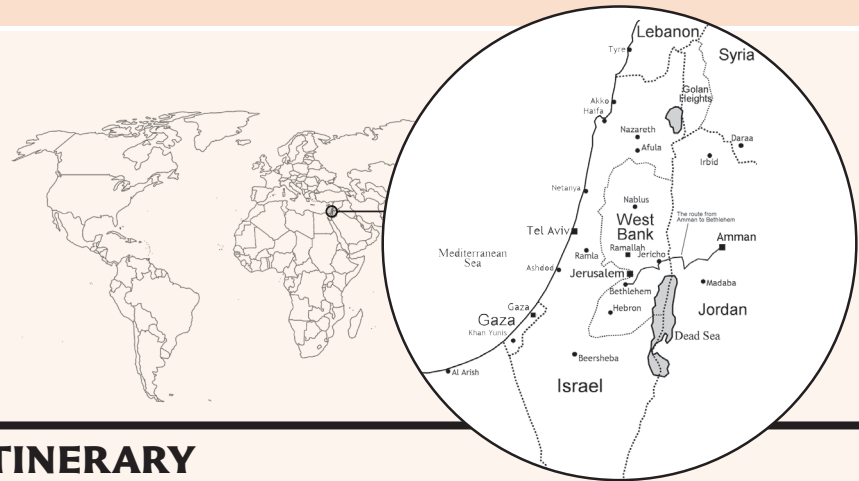 Lebanon
Syria
Tyre
Golan
Heights
Akko
Haifa
Nazareth
Afula
Daraa
Irbid
Netanya
Nablus
West
Bank
The route from
Amman to Bethlehem
Tel Aviv
Ramallah
Jericho
Amman
Mediterranean
Sea
Ramla
Ashdod
Jerusalem
Bethlehem
Madaba
Hebron
Jordan
Gaza
Gaza
Khan Yunis
Dead Sea
Beersheba
Al Arish
Israel
TINERARY